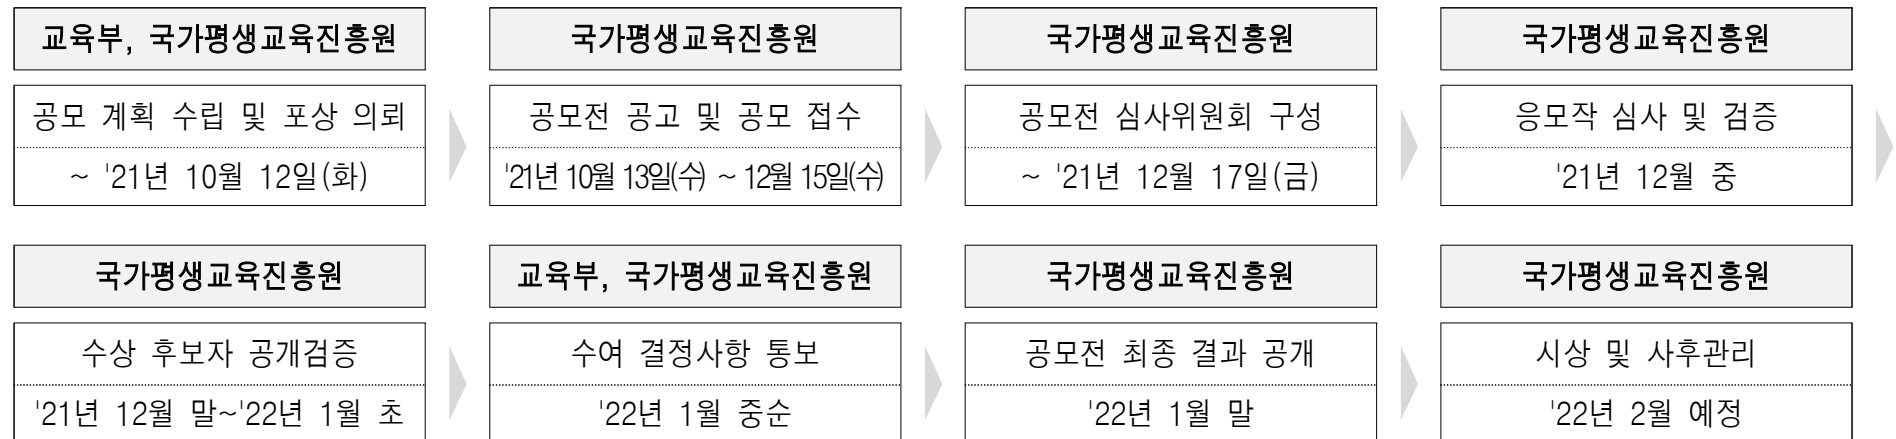 교육부, 국가평생교육진흥원
공모 계획 수립 및 포상 의뢰
~ '21년 10월 12일(화)
국가평생교육진흥원
공모전 공고 및 공모 접수
'21년 10월 13일(수) ~ 12월 15일(수)
국가평생교육진흥원
공모전 심사위원회 구성
~ '21년 12월 17일(금)
국가평생교육진흥원
응모작 심사 및 검증
'21년 12월 중
국가평생교육진흥원
수상 후보자 공개검증
'21년 12월 말~'22년 1월 초
교육부, 국가평생교육진흥원
수여 결정사항 통보
'22년 1월 중순
국가평생교육진흥원
공모전 최종 결과 공개
'22년 1월 말
국가평생교육진흥원
시상 및 사후관리
'22년 2월 예정